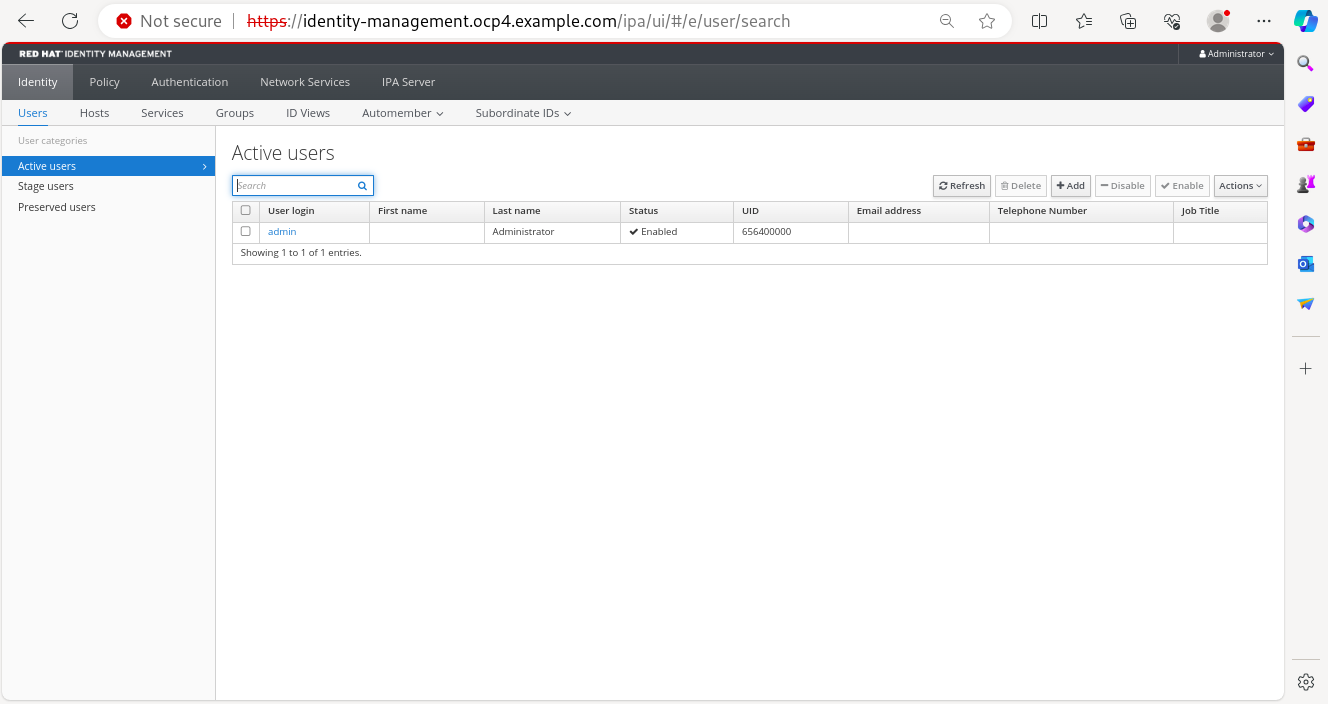 Not secure https://identity-management.ocp4.example.com/ipa/ui/#/e/user/search
RED HAT IDENTITY MANAGEMENT Administrator
Identity Policy Authentication Network Services IPA Server
Users Hosts Services Groups ID Views Automember Subordinate IDs
User categories
Active users
Stage users
Preserved users
Active users
Search Refresh Delete Add Disable Enable Actions
User login First name Last name Status UID Email address Telephone Number Job Title
admin Administrator Enabled 656400000
Showing 1 to 1 of 1 entries.